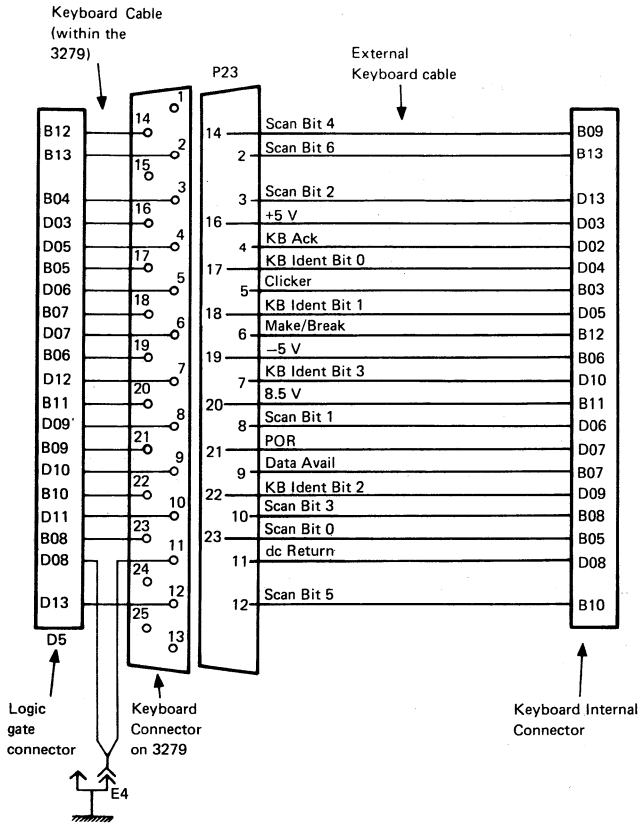 Keyboard Cable
(within the
3279)
P23
External
Keyboard cable
1
B12 14 14 Scan Bit 4 B09
B13 2 2 Scan Bit 6 B13
15
B04 3 3 Scan Bit 2 D13
D03 16 16 +5 V D03
D05 4 4 KB Ack D02
B05 17 17 KB Ident Bit 0 D04
D06 5 5 Clicker B03
B07 18 18 KB Ident Bit 1 D05
D07 6 6 Make/Break B12
B06 19 19 −5 V B06
D12 7 7 KB Ident Bit 3 D10
B11 20 20 8.5 V B11
D09 8 8 Scan Bit 1 D06
B09 21 21 POR D07
D10 9 9 Data Avail B07
B10 22 22 KB Ident Bit 2 D09
D11 10 10 Scan Bit 3 B08
B08 23 23 Scan Bit 0 B05
D08 11 11 dc Return D08
24
D13 12 12 Scan Bit 5 B10
25
13
D5
Logic
gate
connector
Keyboard
Connector
on 3279
Keyboard Internal
Connector
E4